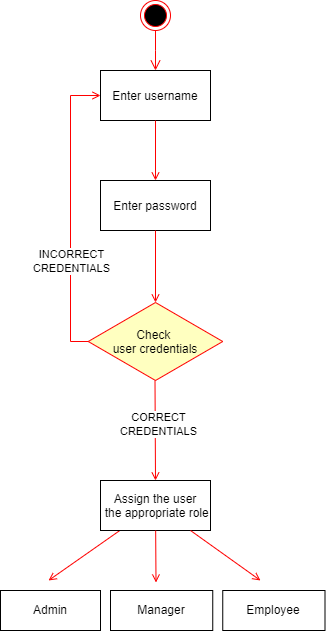 Enter username
Enter password
INCORRECT
CREDENTIALS
Check
user credentials
CORRECT
CREDENTIALS
Assign the user
the appropriate role
Admin
Manager
Employee